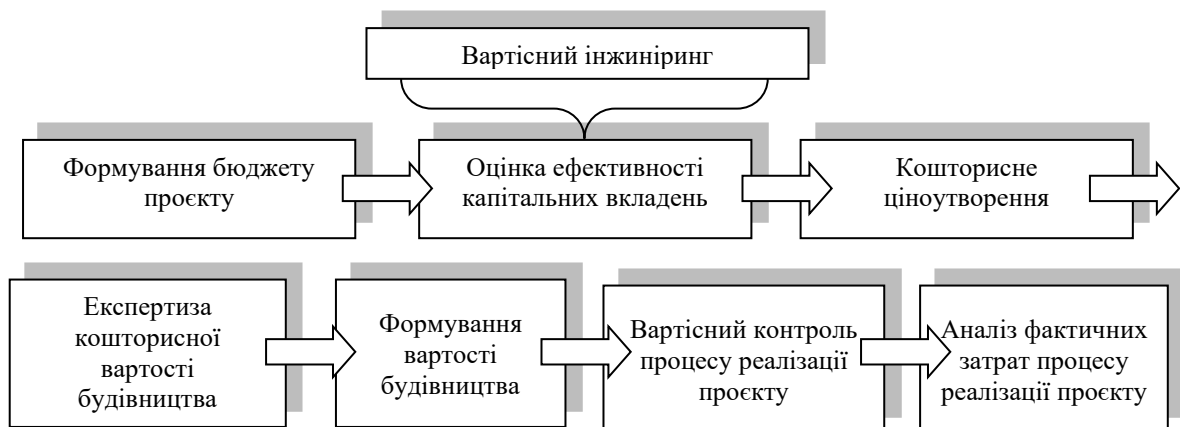 Вартісний інжиніринг
Формування бюджету
проєкту
Оцінка ефективності
капітальних вкладень
Кошторисне
ціноутворення
Експертиза
кошторисної
вартості
будівництва
Формування
вартості
будівництва
Вартісний контроль
процесу реалізації
проєкту
Аналіз фактичних
затрат процесу
реалізації проєкту